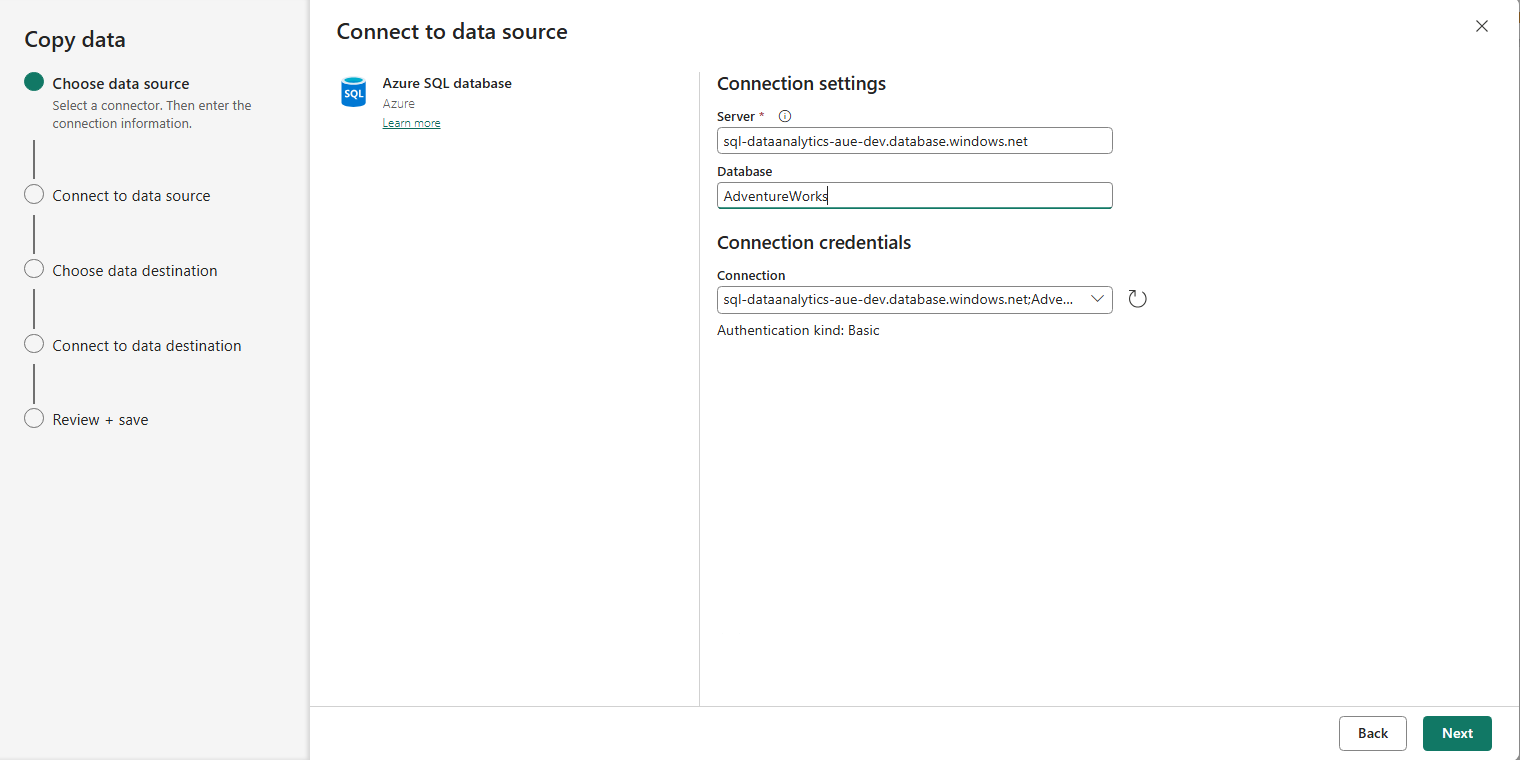 Copy data
Choose data source
Select a connector. Then enter the
connection information.
Connect to data source
Choose data destination
Connect to data destination
Review + save
Connect to data source
SQL
Azure SQL database
Azure
Learn more
Connection settings
Server *
sql-dataanalytics-aue-dev.database.windows.net
Database
AdventureWorks
Connection credentials
Connection
sql-dataanalytics-aue-dev.database.windows.net;Adve...
Authentication kind: Basic
Back
Next